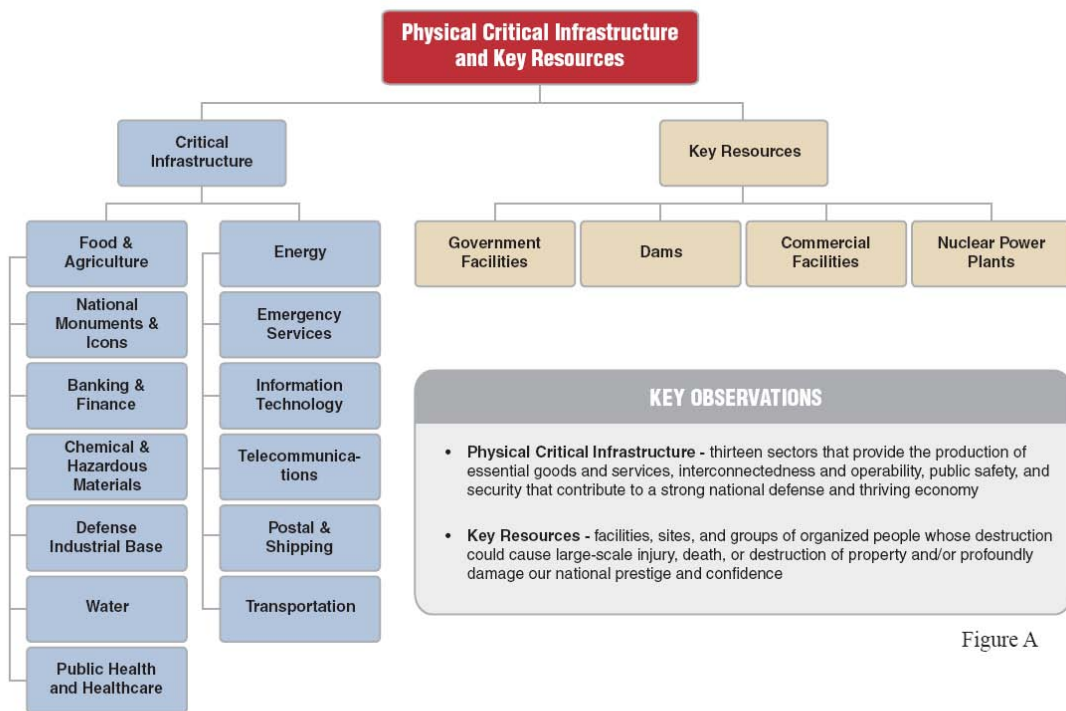 Physical Critical Infrastructure
and Key Resources
Critical
Infrastructure
Key Resources
Food &
Agriculture
National
Monuments &
Icons
Banking &
Finance
Chemical &
Hazardous
Materials
Defense
Industrial Base
Water
Public Health
and Healthcare
Energy
Emergency
Services
Information
Technology
Telecommunica-
tions
Postal &
Shipping
Transportation
Government
Facilities
Dams
Commercial
Facilities
Nuclear Power
Plants
KEY OBSERVATIONS
• Physical Critical Infrastructure - thirteen sectors that provide the production of
essential goods and services, interconnectedness and operability, public safety, and
security that contribute to a strong national defense and thriving economy
• Key Resources - facilities, sites, and groups of organized people whose destruction
could cause large-scale injury, death, or destruction of property and/or profoundly
damage our national prestige and confidence
Figure A